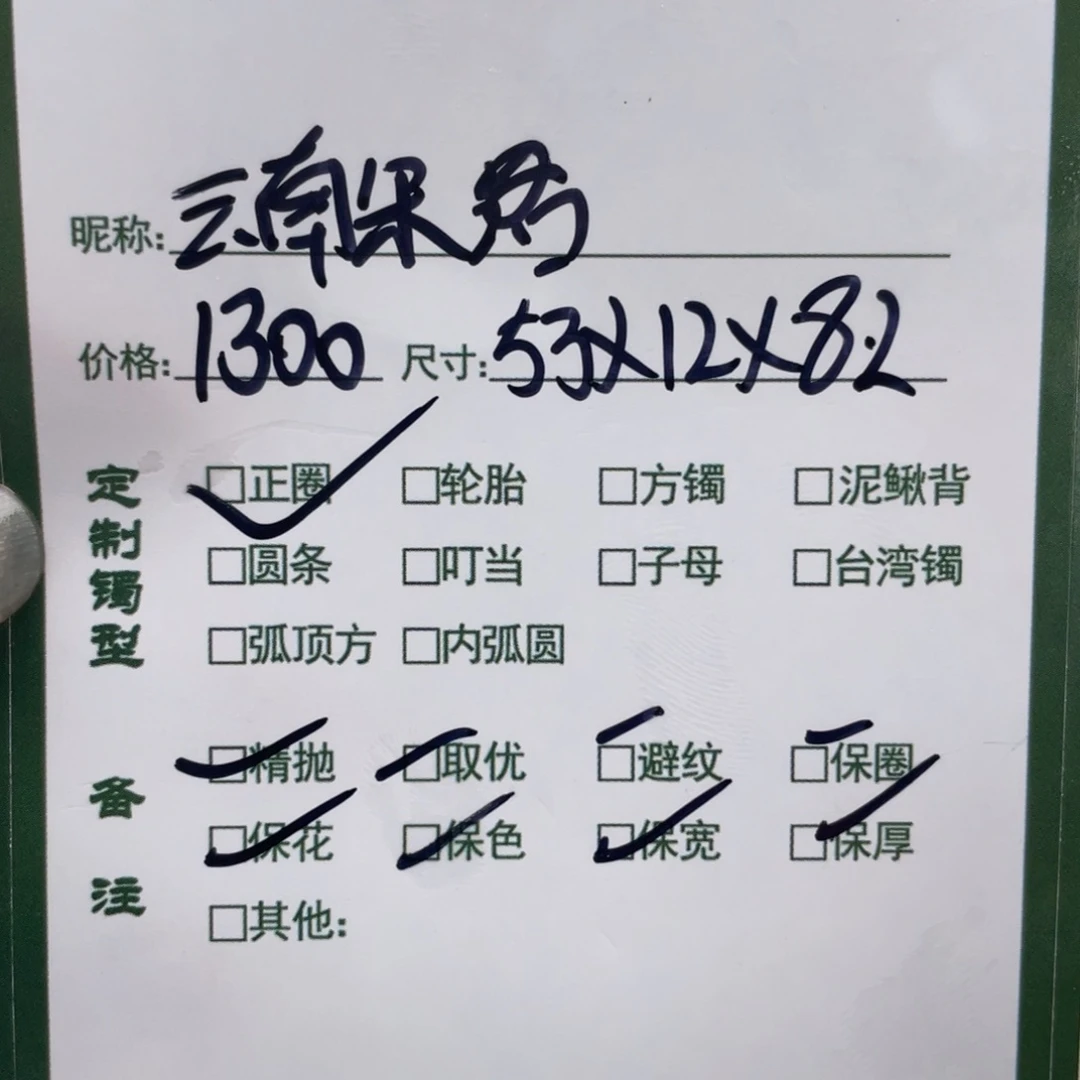 昵称:云南保
价格:1300 尺寸:53X12X8.2
定制镯型
□正圈 □轮胎 □方镯 □泥鳅背
□圆条 □叮当 □子母 □台湾镯
□弧顶方 □内弧圆
备注
□精抛 □取优 □避纹 □保圈
□保花 □保色 □保宽 □保厚
□其他: